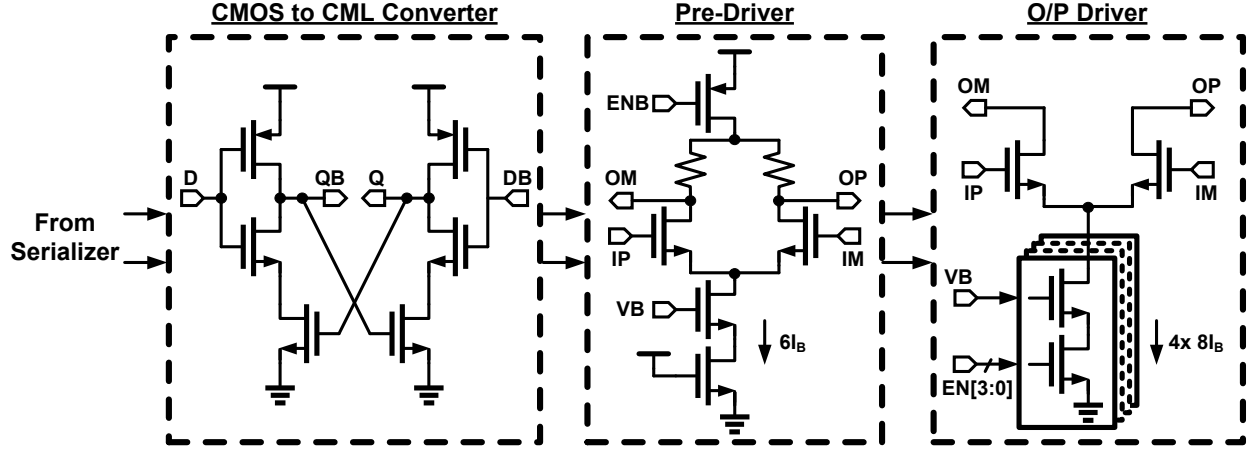 CMOS to CML Converter
Pre-Driver
O/P Driver
From
Serializer
D
QB
Q
DB
ENB
OM
OP
IP
IM
VB
6IB
OM
OP
IP
IM
VB
EN[3:0]
4x 8IB